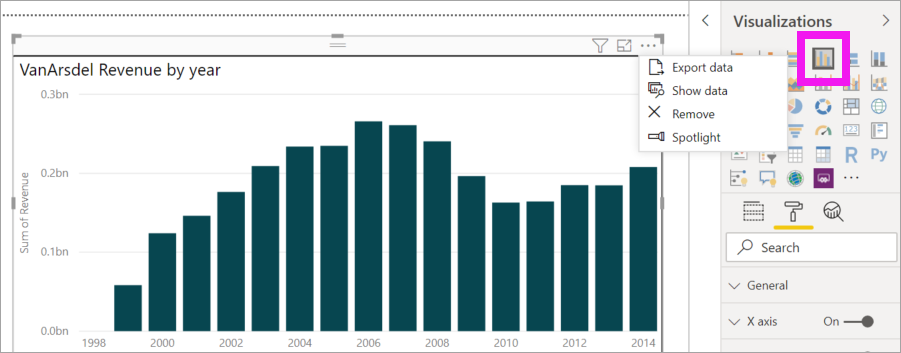 Visualizations
VanArsdel Revenue by year
Export data
Show data
Remove
Spotlight
0.3bn
0.2bn
0.1bn
0.0bn
Sum of Revenue
1998 2000 2002 2004 2006 2008 2010 2012 2014
123
R Py
Search
General
X axis On